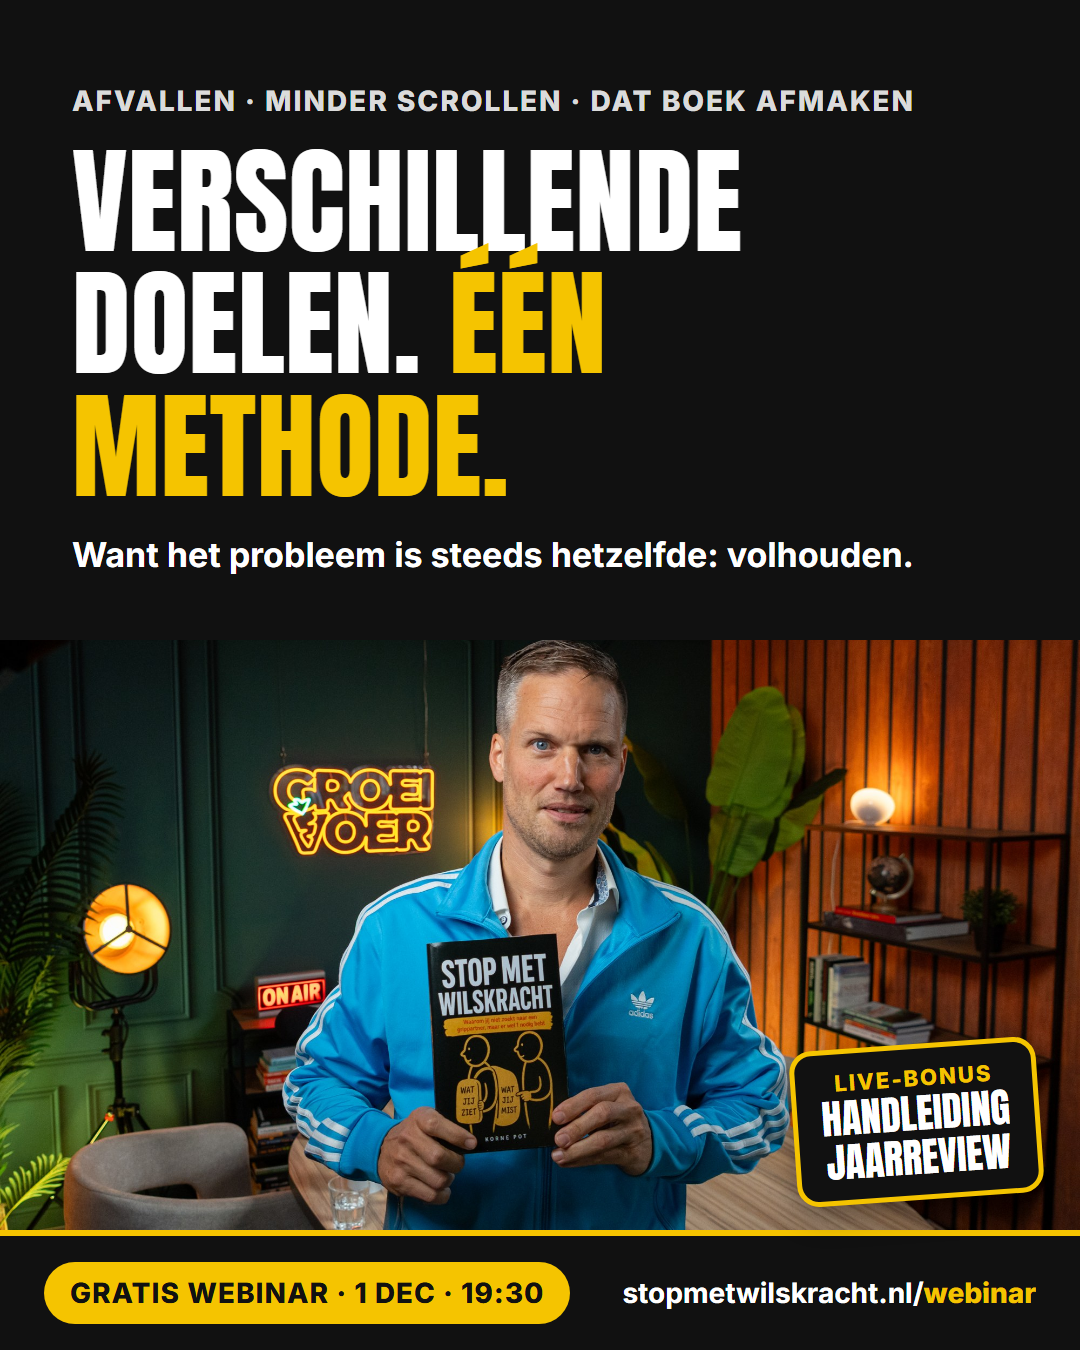 AFVALLEN · MINDER SCROLLEN · DAT BOEK AFMAKEN
VERSCHILLENDE
DOELEN. ÉÉN
METHODE.
Want het probleem is steeds hetzelfde: volhouden.
GROEI
VOER
ON AIR
STOP MET
WILSKRACHT
WAT
JIJ
ZIET
WAT
JIJ
MIST
KORNE POT
adidas
LIVE-BONUS
HANDLEIDING
JAARREVIEW
GRATIS WEBINAR · 1 DEC · 19:30
stopmetwilskracht.nl/webinar